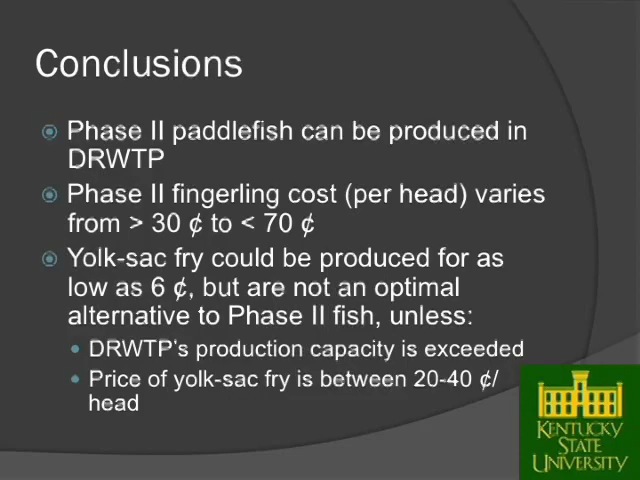 Conclusions
Phase II paddlefish can be produced in
DRWTP
Phase II fingerling cost (per head) varies
from > 30 ¢ to < 70 ¢
Yolk-sac fry could be produced for as
low as 6 ¢, but are not an optimal
alternative to Phase II fish, unless:
DRWTP's production capacity is exceeded
Price of yolk-sac fry is between 20-40 ¢/
head
KENTUCKY
STATE
UNIVERSITY